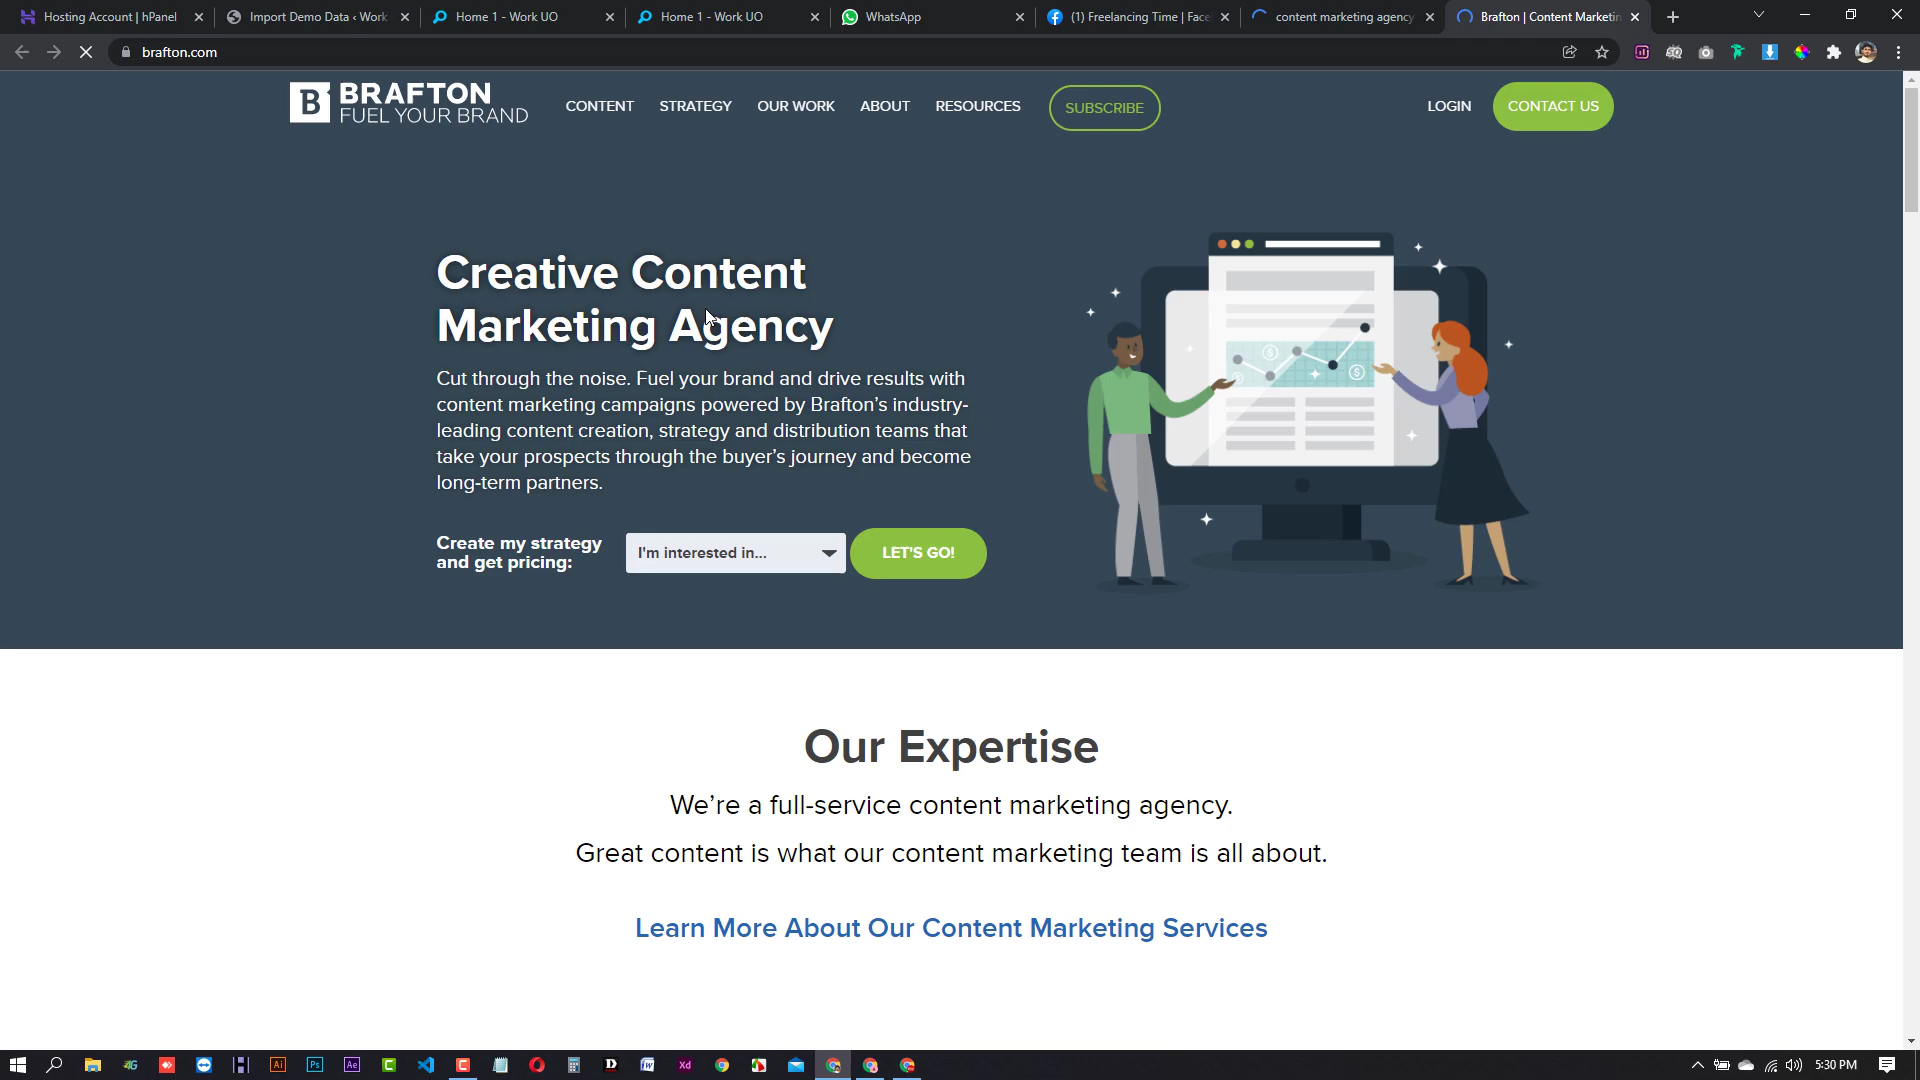 Hosting Account | hPanel
Import Demo Data ‹ Work
Home 1 - Work UO
Home 1 - Work UO
WhatsApp
(1) Freelancing Time | Face
content marketing agency
Brafton | Content Marketin
brafton.com
BRAFTON
FUEL YOUR BRAND
CONTENT
STRATEGY
OUR WORK
ABOUT
RESOURCES
SUBSCRIBE
LOGIN
CONTACT US
Creative Content
Marketing Agency
Cut through the noise. Fuel your brand and drive results with
content marketing campaigns powered by Brafton’s industry-
leading content creation, strategy and distribution teams that
take your prospects through the buyer’s journey and become
long-term partners.
Create my strategy
and get pricing:
I'm interested in...
LET'S GO!
Our Expertise
We’re a full-service content marketing agency.
Great content is what our content marketing team is all about.
Learn More About Our Content Marketing Services
5:30 PM